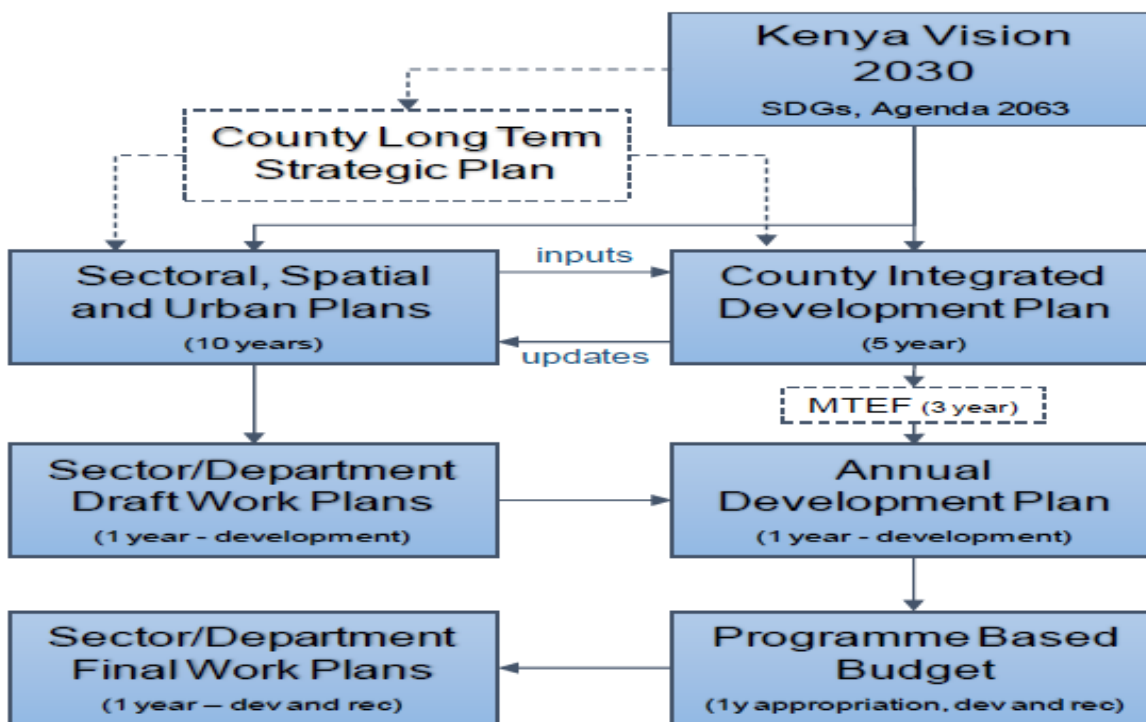 Kenya Vision
2030
SDGs, Agenda 2063
County Long Term
Strategic Plan
Sectoral, Spatial
and Urban Plans
(10 years)
inputs
updates
County Integrated
Development Plan
(5 year)
MTEF (3 year)
Sector/Department
Draft Work Plans
(1 year - development)
Annual
Development Plan
(1 year - development)
Sector/Department
Final Work Plans
(1 year – dev and rec)
Programme Based
Budget
(1y appropriation, dev and rec)